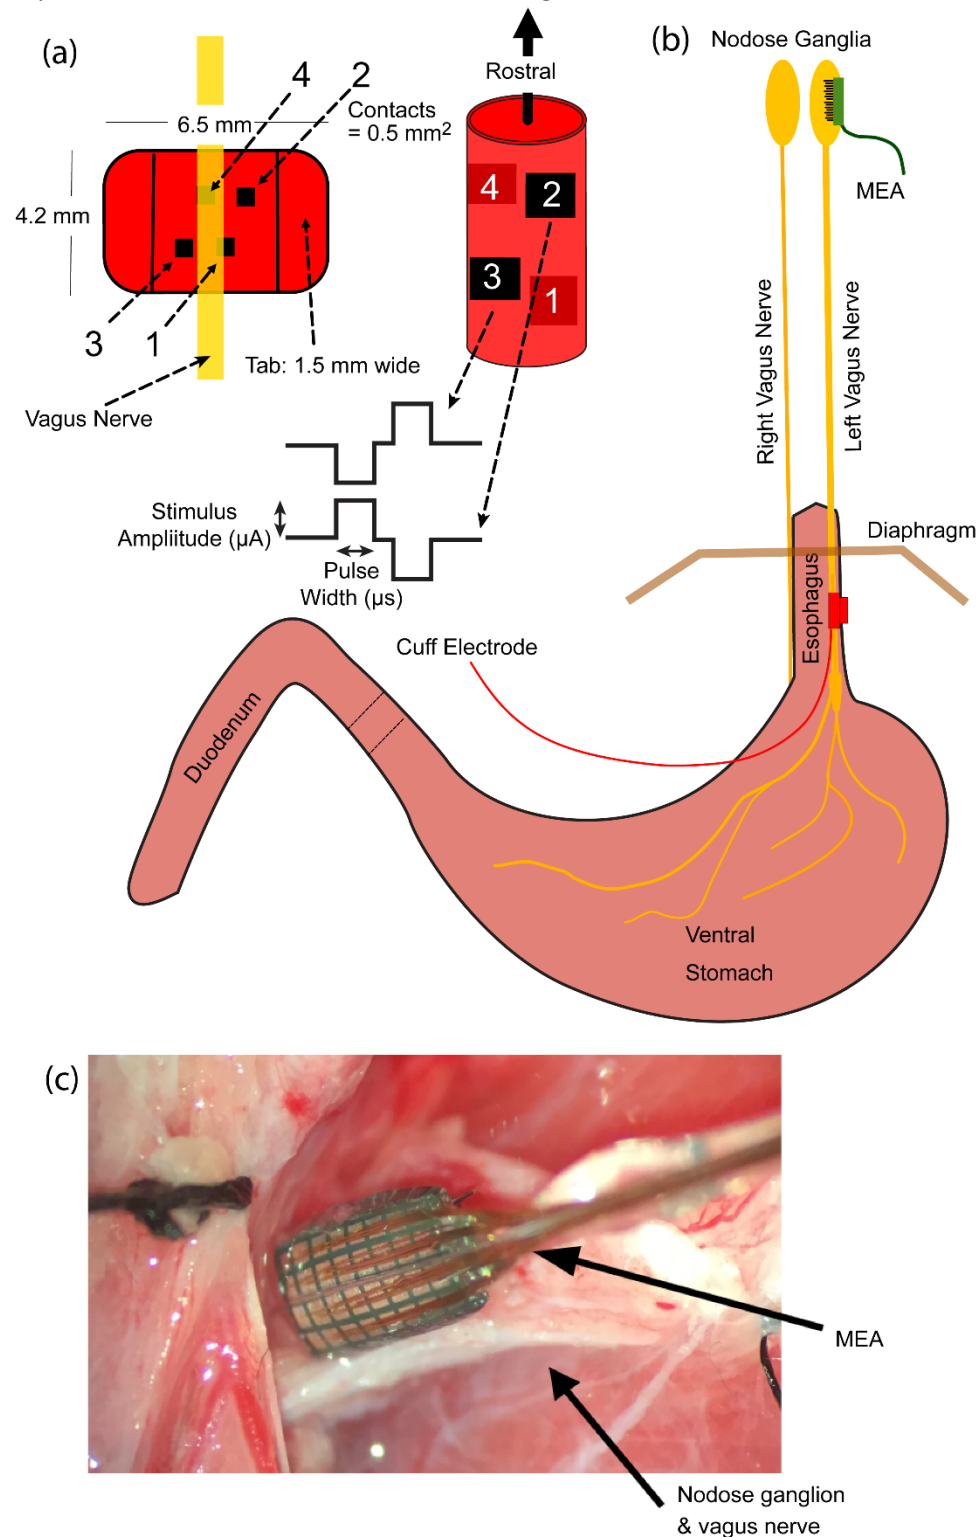 (a)
4
2
Contacts
= 0.5 mm2
6.5 mm
4.2 mm
3
1
Tab: 1.5 mm wide
Vagus Nerve
Rostral
4
2
3
1
Stimulus
Ampliitude (µA)
Pulse
Width (µs)
(b)
Nodose Ganglia
MEA
Right Vagus Nerve
Left Vagus Nerve
Diaphragm
Esophagus
Cuff Electrode
Duodenum
Ventral
Stomach
(c)
MEA
Nodose ganglion
& vagus nerve